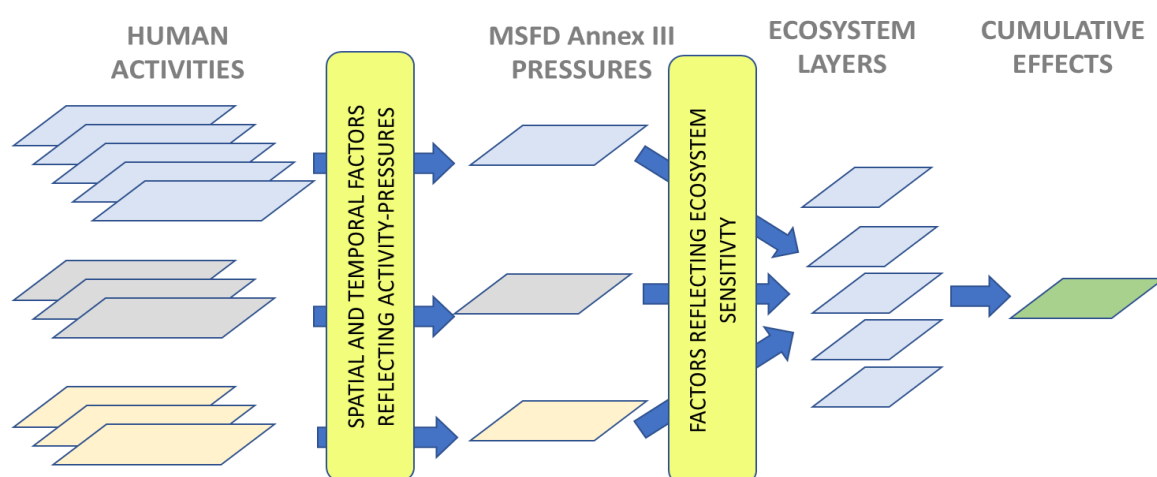 HUMAN
ACTIVITIES
SPATIAL AND TEMPORAL FACTORS
REFLECTING ACTIVITY-PRESSURES
MSFD Annex III
PRESSURES
FACTORS REFLECTING ECOSYSTEM
SENSITIVTY
ECOSYSTEM
LAYERS
CUMULATIVE
EFFECTS